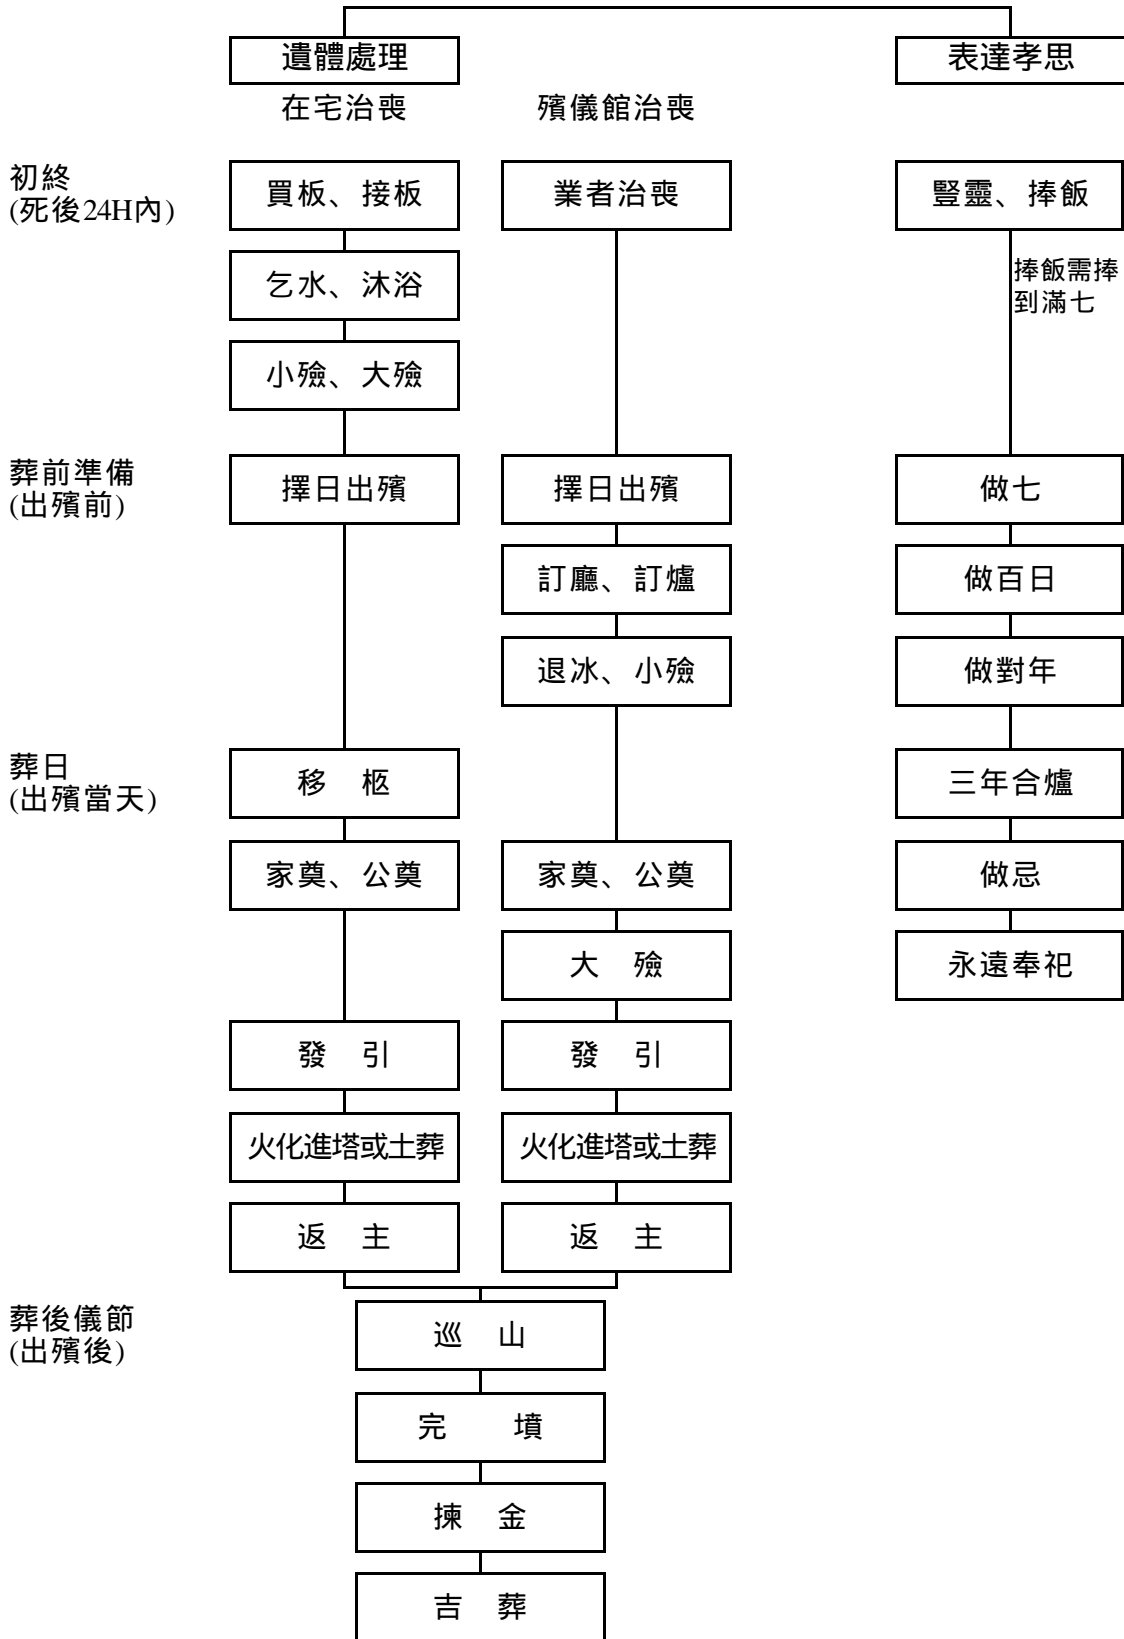 遺體處理
表達孝思
在宅治喪
殯儀館治喪
初終
(死後24H內)
買板、接板
業者治喪
豎靈、捧飯
乞水、沐浴
捧飯需捧
到滿七
小殮、大殮
葬前準備
(出殯前)
擇日出殯
擇日出殯
做七
訂廳、訂爐
做百日
退冰、小殮
做對年
葬日
(出殯當天)
移　柩
三年合爐
家奠、公奠
家奠、公奠
做忌
大　殮
永遠奉祀
發　引
發　引
火化進塔或土葬
火化進塔或土葬
返　主
返　主
葬後儀節
(出殯後)
巡　山
完　　墳
揀　金
吉　葬